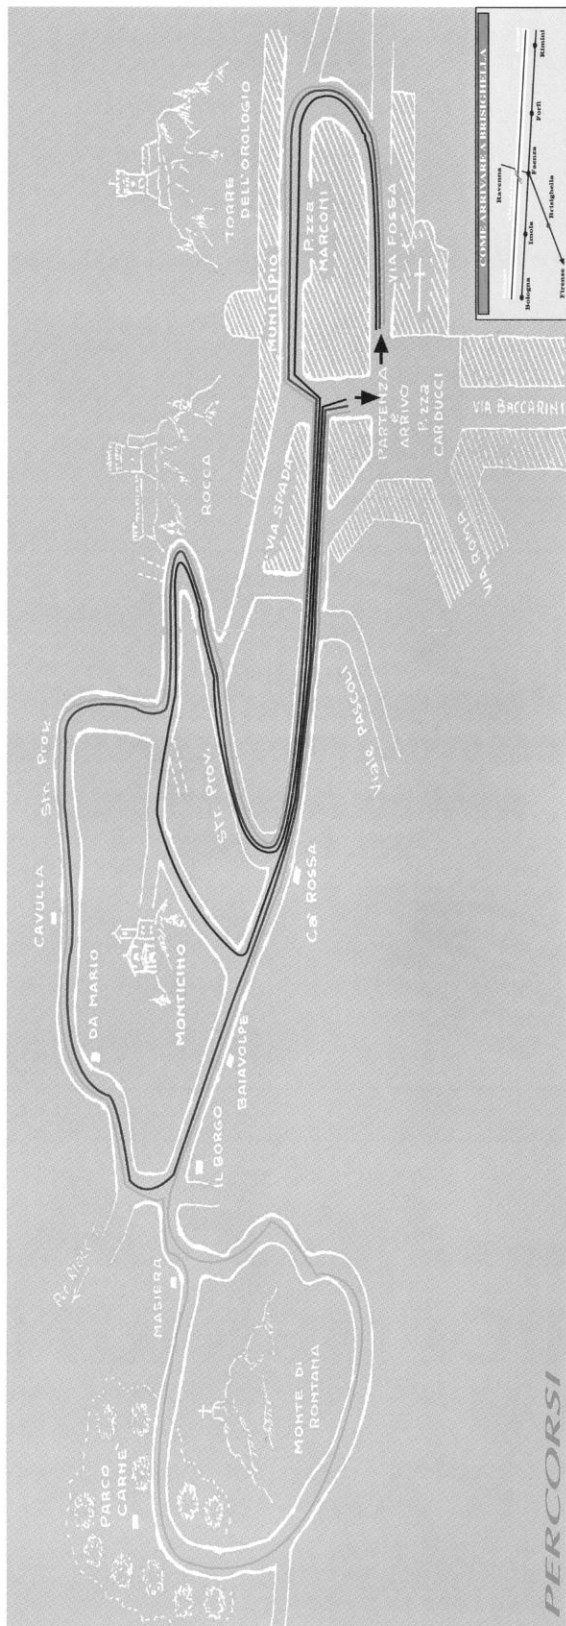 PERCORSI
PARCO
CARNÈ
MONTE DI
RONTANA
MASIERA
IL BORGO
BAIAVOLPE
DA MARIO
MONTICINO
CAVULLA
Str. Prov.
Str. Prov.
Ca' ROSSA
Viale PASCOLI
ROCCA
VIA SPADA
VIA ROMA
TORRE
DELL'OROLOGIO
MUNICIPIO
P.zza
MARCONI
VIA FOSSA
PARTENZA
e
ARRIVO
P.zza
CARDUCCI
VIA BACCARINI
COME ARRIVARE A BRISIGHELLA
Ravenna
Bologna
Imola
Faenza
Forlì
Rimini
Brisighella
Firenze